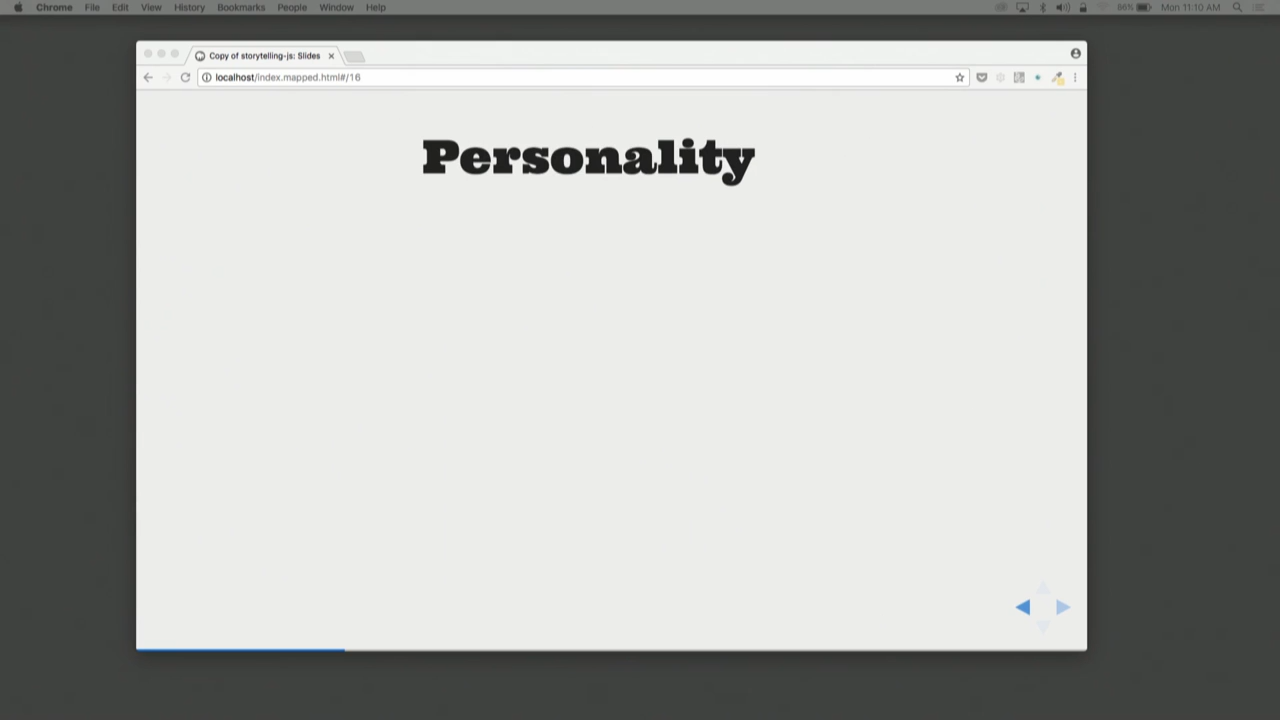 Chrome File Edit View History Bookmarks People Window Help 86% Mon 11:10 AM
Copy of storytelling-js: Slides
localhost/index.mapped.html#/16
Personality